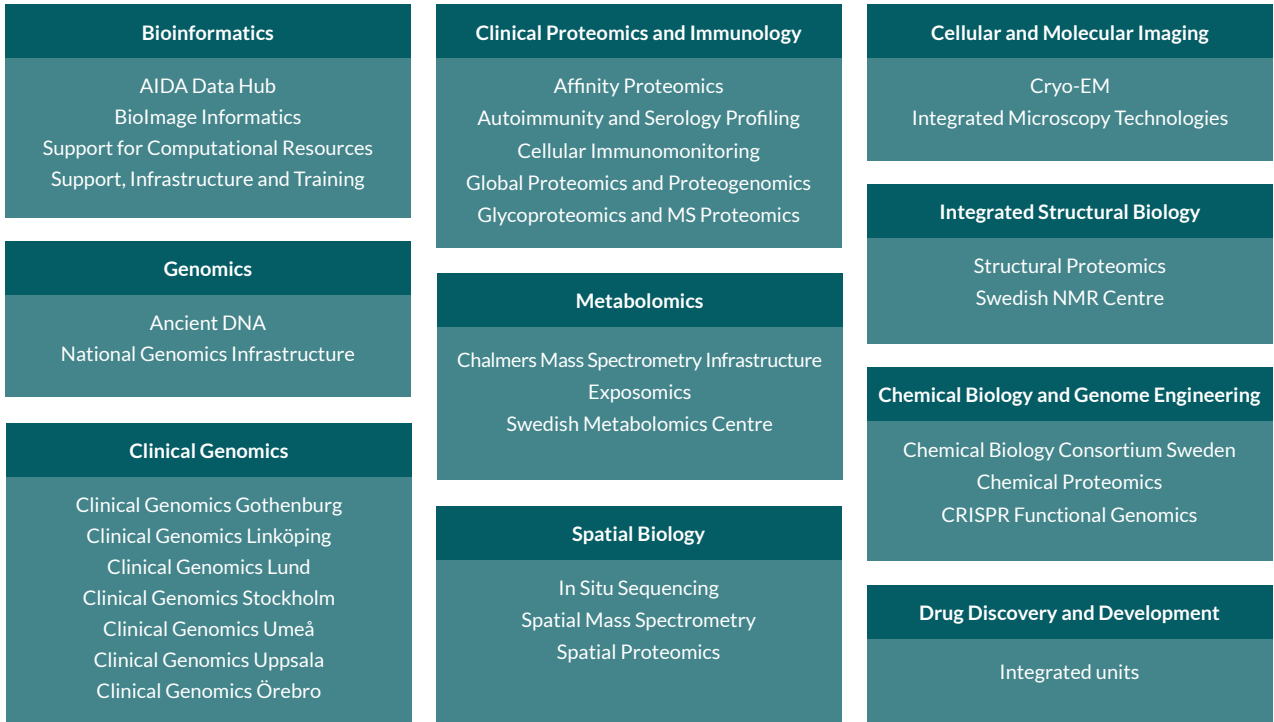 Bioinformatics
AIDA Data Hub
BioImage Informatics
Support for Computational Resources
Support, Infrastructure and Training
Genomics
Ancient DNA
National Genomics Infrastructure
Clinical Genomics
Clinical Genomics Gothenburg
Clinical Genomics Linköping
Clinical Genomics Lund
Clinical Genomics Stockholm
Clinical Genomics Umeå
Clinical Genomics Uppsala
Clinical Genomics Örebro
Clinical Proteomics and Immunology
Affinity Proteomics
Autoimmunity and Serology Profiling
Cellular Immunomonitoring
Global Proteomics and Proteogenomics
Glycoproteomics and MS Proteomics
Metabolomics
Chalmers Mass Spectrometry Infrastructure
Exposomics
Swedish Metabolomics Centre
Spatial Biology
In Situ Sequencing
Spatial Mass Spectrometry
Spatial Proteomics
Cellular and Molecular Imaging
Cryo-EM
Integrated Microscopy Technologies
Integrated Structural Biology
Structural Proteomics
Swedish NMR Centre
Chemical Biology and Genome Engineering
Chemical Biology Consortium Sweden
Chemical Proteomics
CRISPR Functional Genomics
Drug Discovery and Development
Integrated units